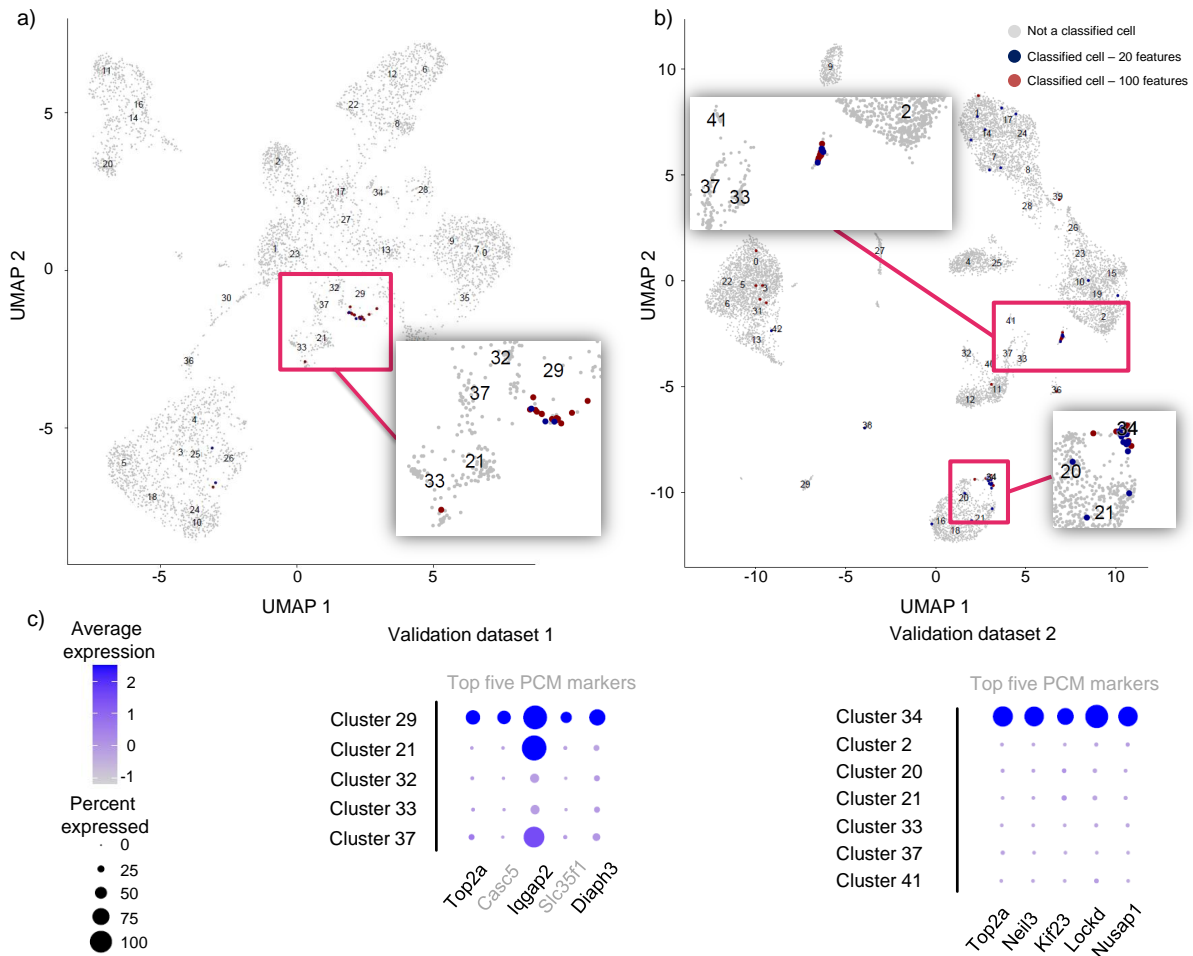 a)
UMAP 2
5
0
-5
11
16
14
20
12
6
22
8
2
31
17
34
28
27
13
1
23
9
7
0
35
30
32
29
37
21
33
36
4
3
25
26
5
18
24
10
32
29
37
21
33
-5
0
5
UMAP 1
b)
Not a classified cell
Classified cell – 20 features
Classified cell – 100 features
UMAP 2
10
5
0
-5
-10
9
1
17
14
24
7
8
28
39
26
23
15
10
19
2
4
25
27
0
22
5
3
6
31
42
13
41
37
33
32
40
11
12
36
38
29
34
20
16
21
18
41
2
37
33
34
20
21
-10
-5
0
5
10
UMAP 1
c)
Average
expression
2
1
0
-1
Percent
expressed
0
25
50
75
100
Validation dataset 1
Top five PCM markers
Cluster 29
Cluster 21
Cluster 32
Cluster 33
Cluster 37
Top2a
Casc5
Iqgap2
Slc35f1
Diaph3
Validation dataset 2
Top five PCM markers
Cluster 34
Cluster 2
Cluster 20
Cluster 21
Cluster 33
Cluster 37
Cluster 41
Top2a
Neil3
Kif23
Lockd
Nusap1